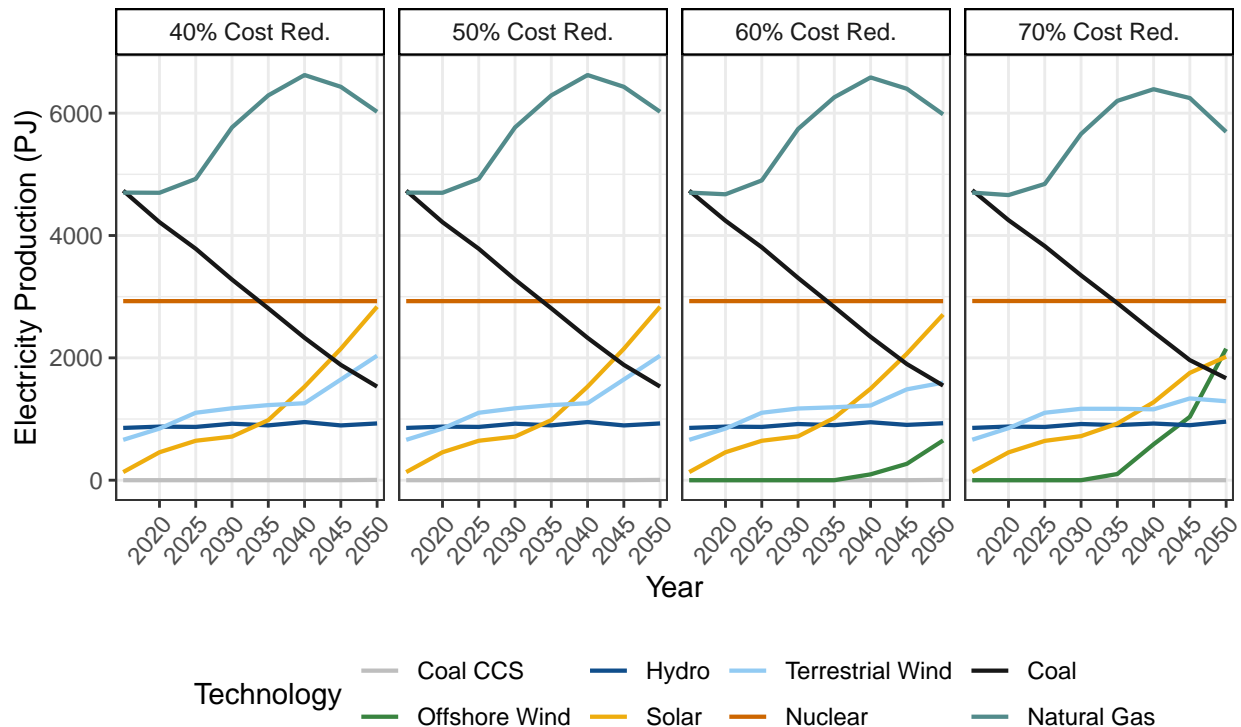 40% Cost Red. 50% Cost Red. 60% Cost Red. 70% Cost Red.
Electricity Production (PJ)
6000
4000
2000
0
2020 2025 2030 2035 2040 2045 2050 2020 2025 2030 2035 2040 2045 2050 2020 2025 2030 2035 2040 2045 2050 2020 2025 2030 2035 2040 2045 2050
Year
Technology
Coal CCS Hydro Terrestrial Wind Coal
Offshore Wind Solar Nuclear Natural Gas